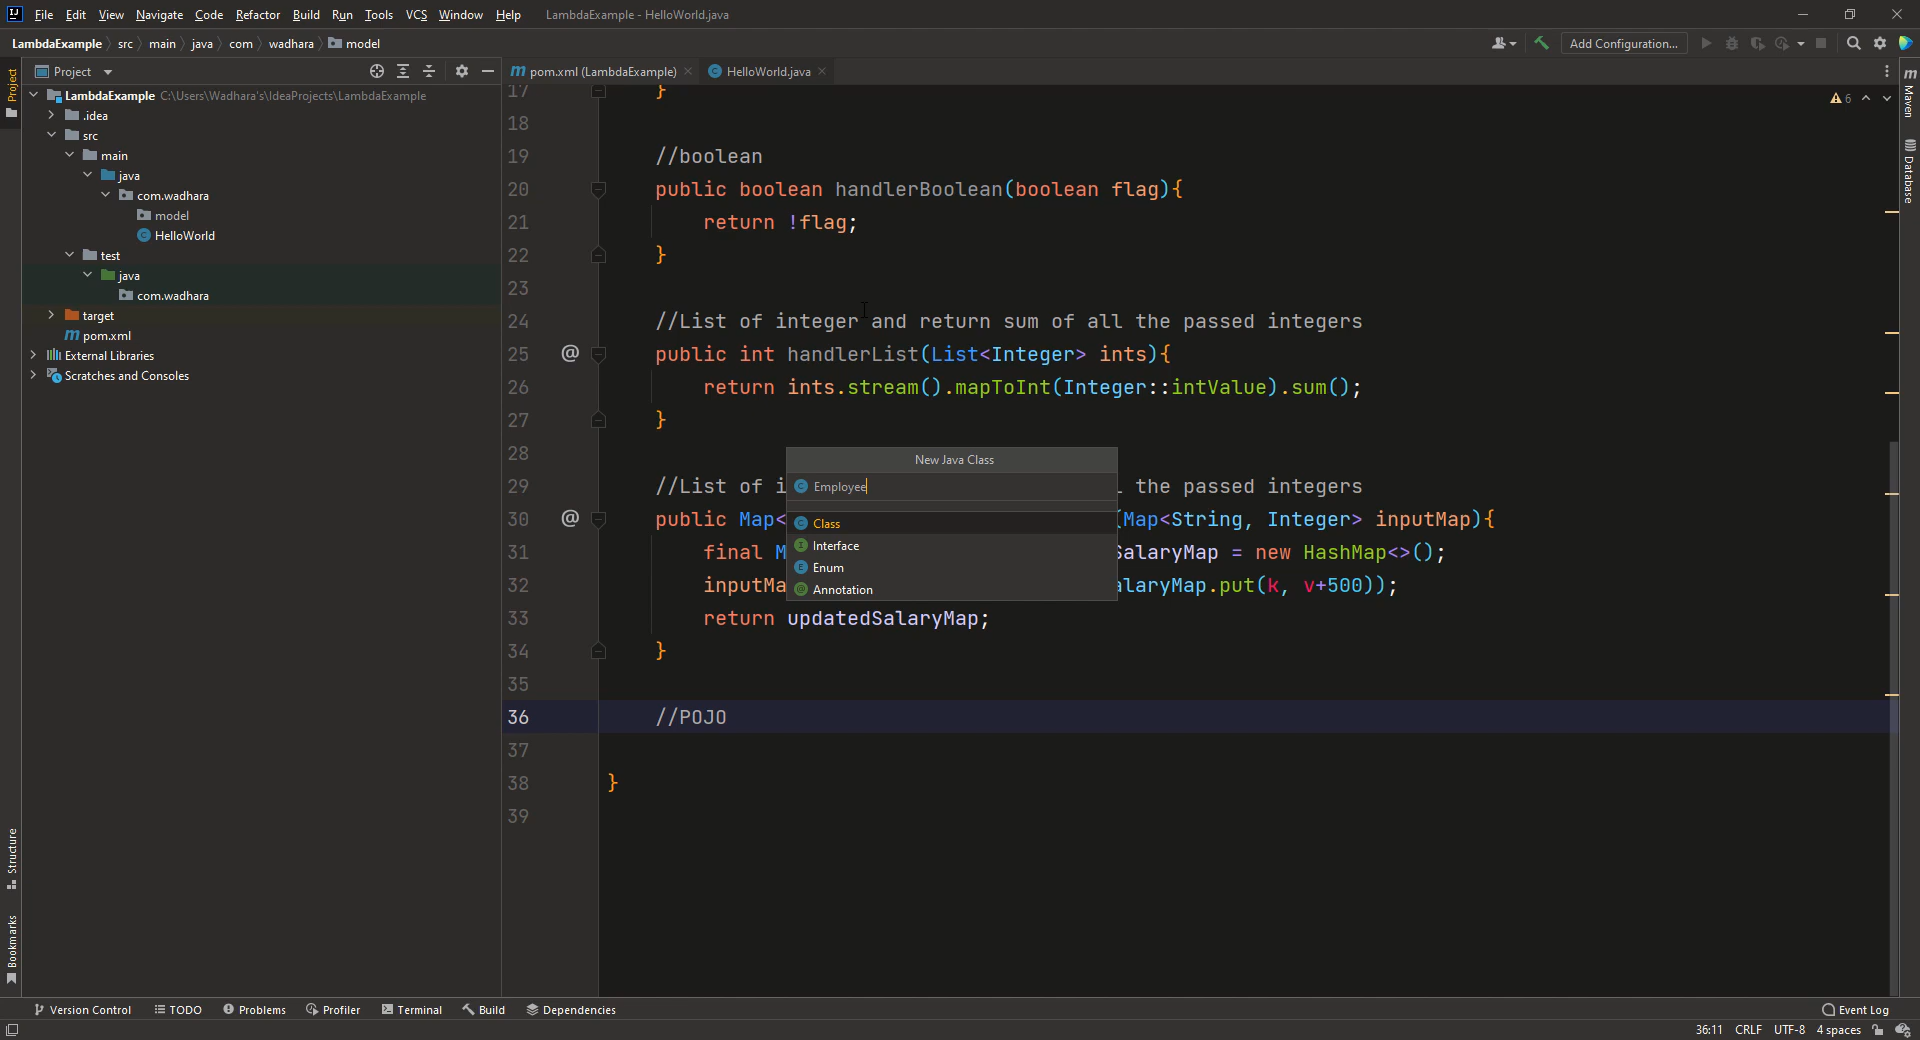 File Edit View Navigate Code Refactor Build Run Tools VCS Window Help LambdaExample - HelloWorld.java
LambdaExample src main java com wadhara model Add Configuration...
Project
pom.xml (LambdaExample) HelloWorld.java
Project
LambdaExample C:\Users\Wadhara's\IdeaProjects\LambdaExample
.idea
src
main
java
com.wadhara
model
HelloWorld
test
java
com.wadhara
target
pom.xml
External Libraries
Scratches and Consoles
Structure
Bookmarks
6
17 }
18
19 //boolean
20 public boolean handlerBoolean(boolean flag){
21 return !flag;
22 }
23
24 //List of integer and return sum of all the passed integers
25 @ public int handlerList(List<Integer> ints){
26 return ints.stream().mapToInt(Integer::intValue).sum();
27 }
28
29 //List of i l the passed integers
30 @ public Map< (Map<String, Integer> inputMap){
31 final M SalaryMap = new HashMap<>();
32 inputMa alaryMap.put(k, v+500));
33 return updatedSalaryMap;
34 }
35
36 //POJO
37
38 }
39
New Java Class
Employee
Class
Interface
Enum
Annotation
Maven
Database
Version Control TODO Problems Profiler Terminal Build Dependencies Event Log
36:11 CRLF UTF-8 4 spaces